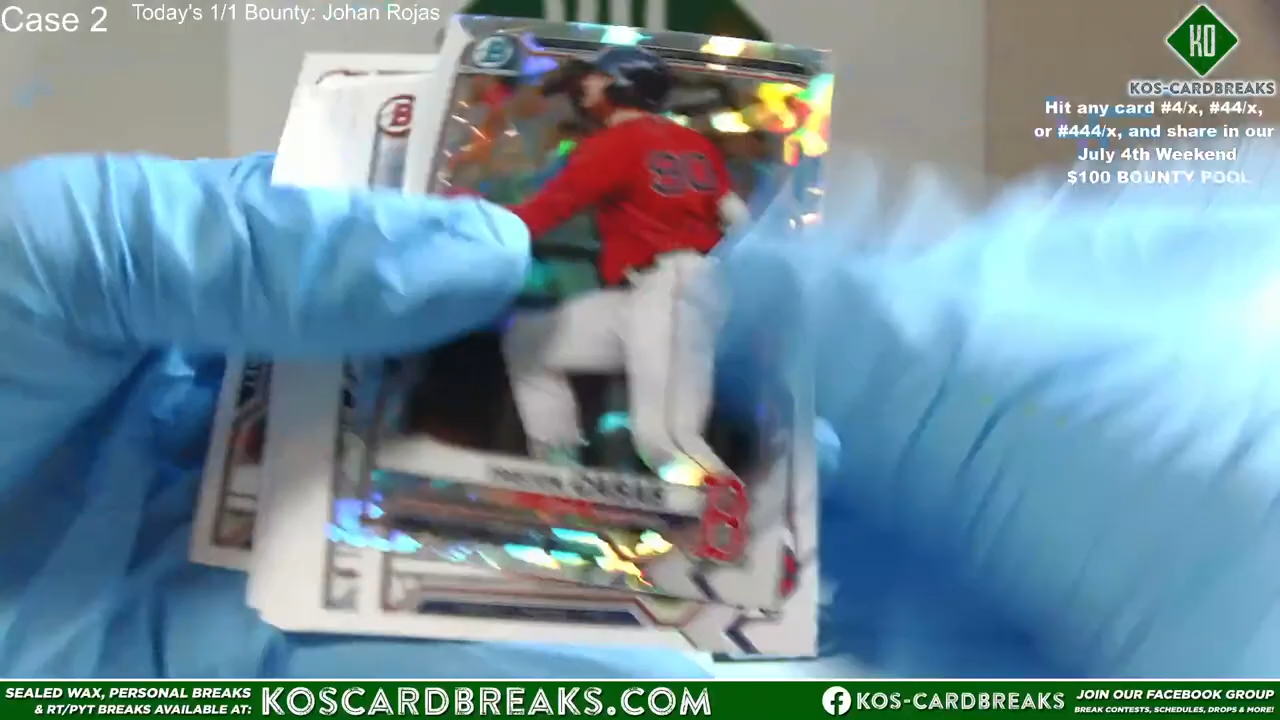 Case 2
Today's 1/1 Bounty: Johan Rojas
KO
KOS-CARDBREAKS
Hit any card #4/x, #44/x,
or #444/x, and share in our
July 4th Weekend
$100 BOUNTY POOL
B
B
90
CASAS
B
SEALED WAX, PERSONAL BREAKS
& RT/PYT BREAKS AVAILABLE AT:
KOSCARDBREAKS.COM
KOS-CARDBREAKS
JOIN OUR FACEBOOK GROUP
BREAK CONTESTS, SCHEDULES, DROPS & MORE!